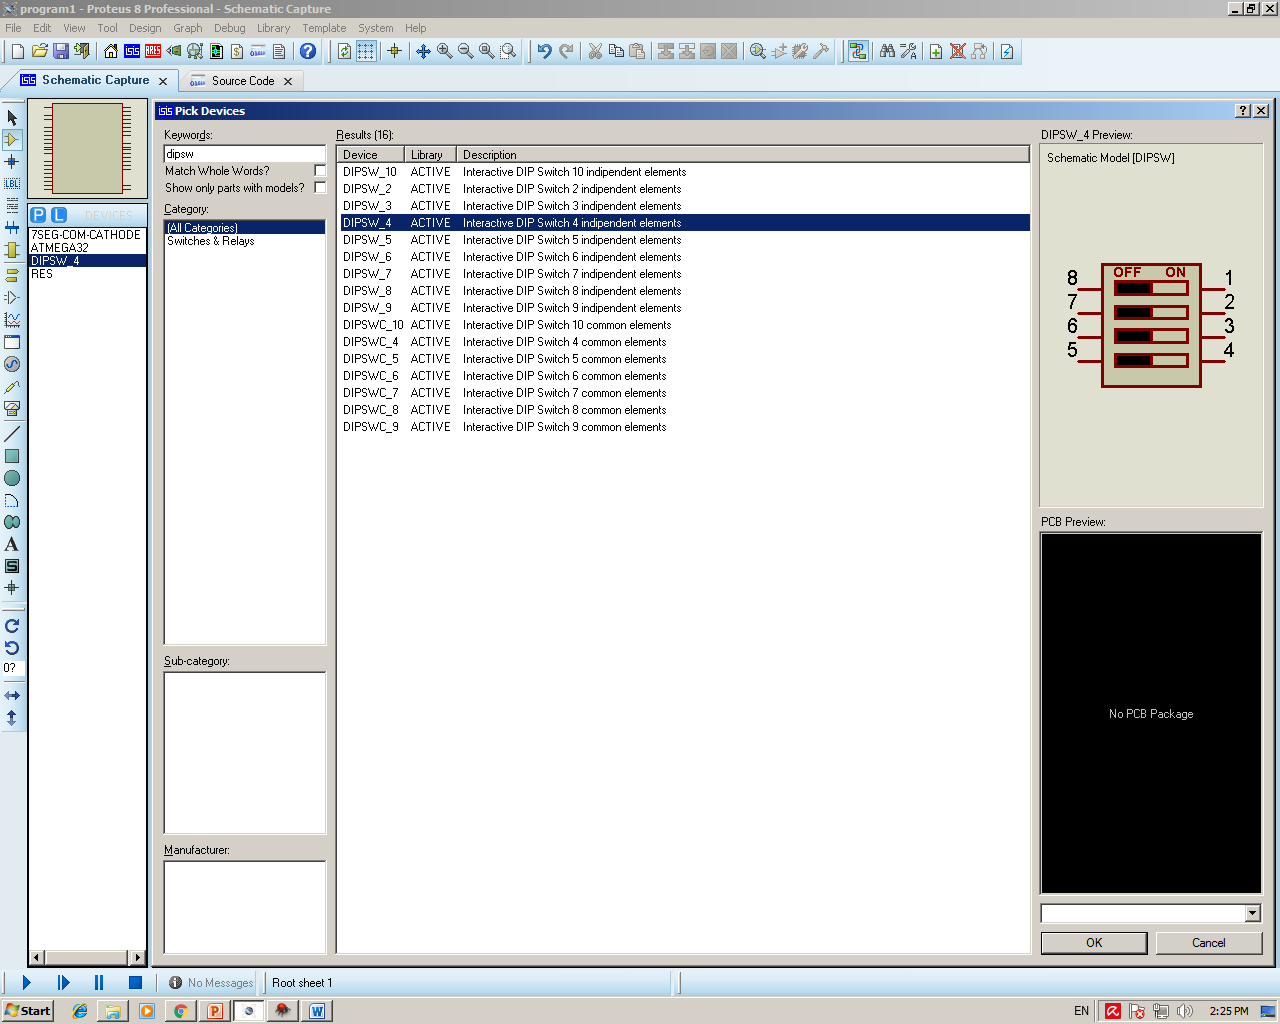 program1 - Proteus 8 Professional - Schematic Capture
File Edit View Tool Design Graph Debug Library Template System Help
Schematic Capture
Source Code
Pick Devices
Keywords:
dipsw
Match Whole Words?
Show only parts with models?
Category:
(All Categories)
Switches & Relays
Sub-category:
Manufacturer:
P L DEVICES
7SEG-COM-CATHODE
ATMEGA32
DIPSW_4
RES
Results (16):
Device Library Description
DIPSW_10 ACTIVE Interactive DIP Switch 10 indipendent elements
DIPSW_2 ACTIVE Interactive DIP Switch 2 indipendent elements
DIPSW_3 ACTIVE Interactive DIP Switch 3 indipendent elements
DIPSW_4 ACTIVE Interactive DIP Switch 4 indipendent elements
DIPSW_5 ACTIVE Interactive DIP Switch 5 indipendent elements
DIPSW_6 ACTIVE Interactive DIP Switch 6 indipendent elements
DIPSW_7 ACTIVE Interactive DIP Switch 7 indipendent elements
DIPSW_8 ACTIVE Interactive DIP Switch 8 indipendent elements
DIPSW_9 ACTIVE Interactive DIP Switch 9 indipendent elements
DIPSWC_10 ACTIVE Interactive DIP Switch 10 common elements
DIPSWC_4 ACTIVE Interactive DIP Switch 4 common elements
DIPSWC_5 ACTIVE Interactive DIP Switch 5 common elements
DIPSWC_6 ACTIVE Interactive DIP Switch 6 common elements
DIPSWC_7 ACTIVE Interactive DIP Switch 7 common elements
DIPSWC_8 ACTIVE Interactive DIP Switch 8 common elements
DIPSWC_9 ACTIVE Interactive DIP Switch 9 common elements
DIPSW_4 Preview:
Schematic Model [DIPSW]
OFF ON
8 1
7 2
6 3
5 4
PCB Preview:
No PCB Package
OK Cancel
LBL
A
S
0?
No Messages
Root sheet 1
Start
EN
2:25 PM